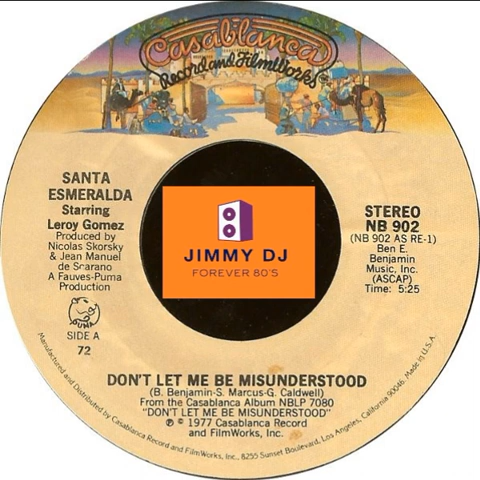 Casablanca
Record and FilmWorks
SANTA
ESMERALDA
Starring
Leroy Gomez
Produced by
Nicolas Skorsky
& Jean Manuel
de Scarano
A Fauves-Puma
Production
PUMA
SIDE A
72
JIMMY DJ
FOREVER 80'S
STEREO
NB 902
(NB 902 AS RE-1)
Ben E.
Benjamin
Music, Inc.
(ASCAP)
Time: 5:25
DON'T LET ME BE MISUNDERSTOOD
(B. Benjamin-S. Marcus-G. Caldwell)
From the Casablanca Album NBLP 7080
"DON'T LET ME BE MISUNDERSTOOD"
℗ © 1977 Casablanca Record
and FilmWorks, Inc.
Manufactured and Distributed by Casablanca Record and FilmWorks, Inc., 8255 Sunset Boulevard, Los Angeles, California 90046, Made in U.S.A.